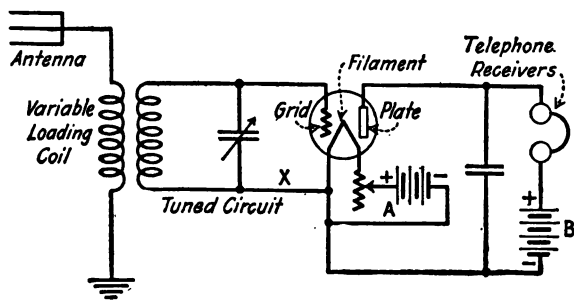 Antenna
Variable
Loading
Coil
Tuned Circuit
X
Filament
Grid
Plate
Telephone
Receivers
+
-
A
+
B
-